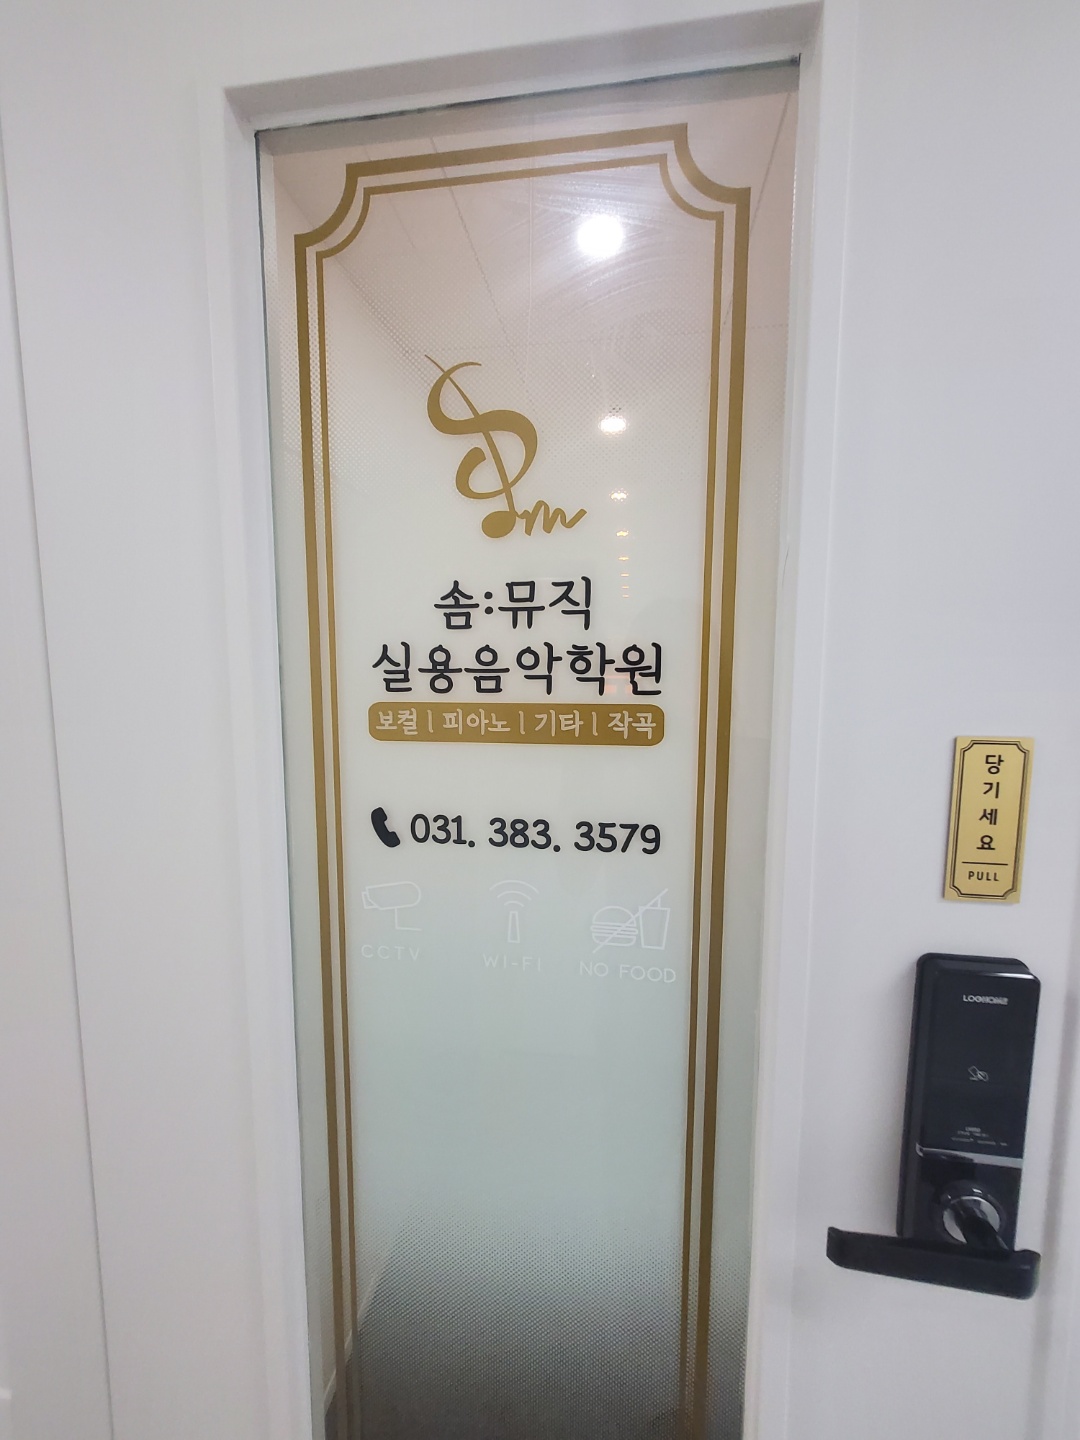 솜:뮤직
실용음악학원
보컬 | 피아노 | 기타 | 작곡
031. 383. 3579
CCTV
WI-FI
NO FOOD
당기세요
PULL
LOGHOME